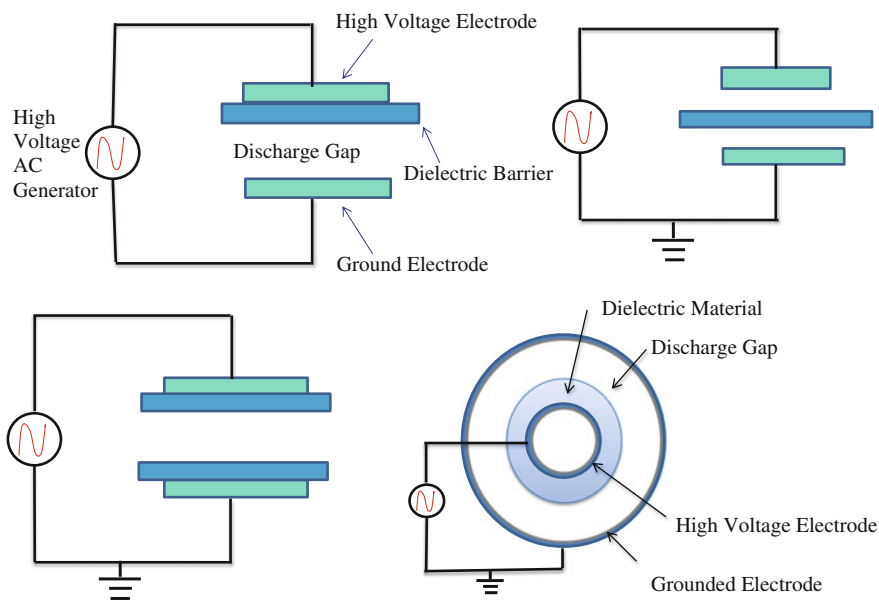 High Voltage Electrode
High
Voltage
AC
Generator
Discharge Gap
Dielectric Barrier
Ground Electrode
Dielectric Material
Discharge Gap
High Voltage Electrode
Grounded Electrode